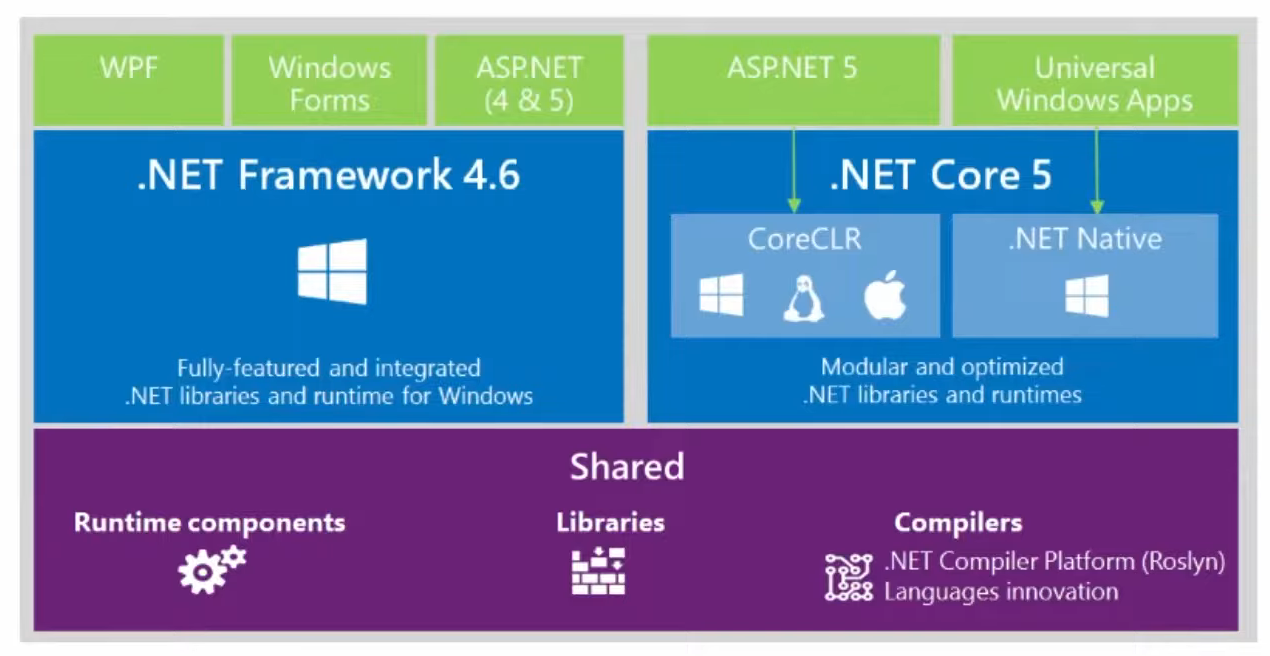 WPF
Windows
Forms
ASP.NET
(4 & 5)
ASP.NET 5
Universal
Windows Apps
.NET Framework 4.6
Fully-featured and integrated
.NET libraries and runtime for Windows
.NET Core 5
CoreCLR
.NET Native
Modular and optimized
.NET libraries and runtimes
Shared
Runtime components
Libraries
Compilers
.NET Compiler Platform (Roslyn)
Languages innovation